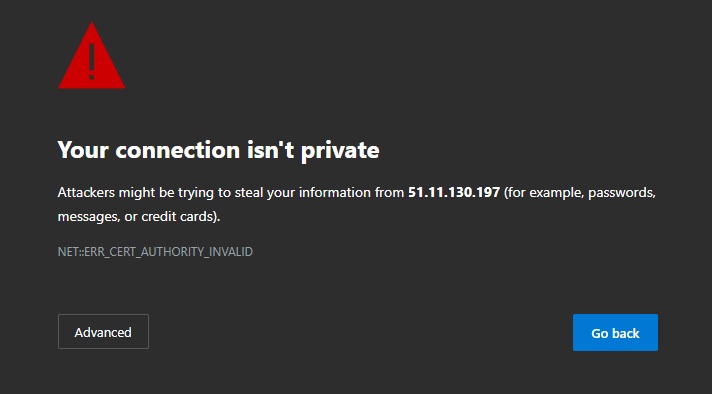 Your connection isn't private
Attackers might be trying to steal your information from 51.11.130.197 (for example, passwords,
messages, or credit cards).
NET::ERR_CERT_AUTHORITY_INVALID
Advanced
Go back